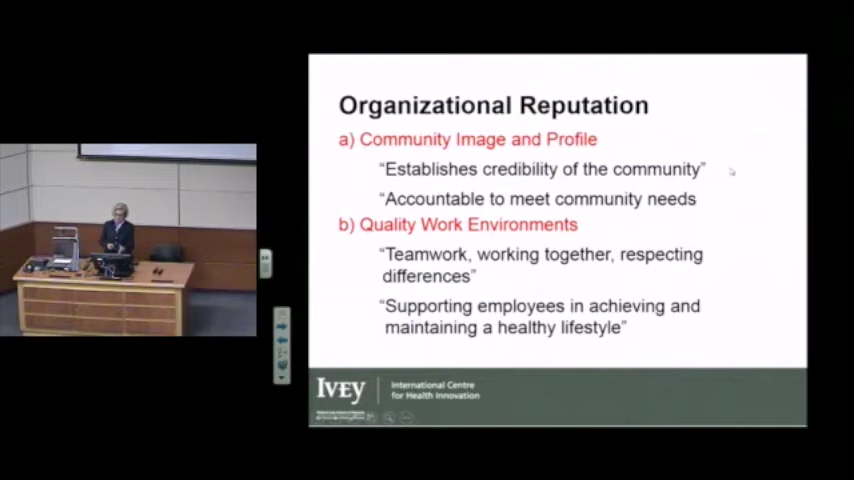 Organizational Reputation
a) Community Image and Profile
“Establishes credibility of the community”
“Accountable to meet community needs
b) Quality Work Environments
“Teamwork, working together, respecting
differences”
“Supporting employees in achieving and
maintaining a healthy lifestyle”
IVEY
International Centre
for Health Innovation